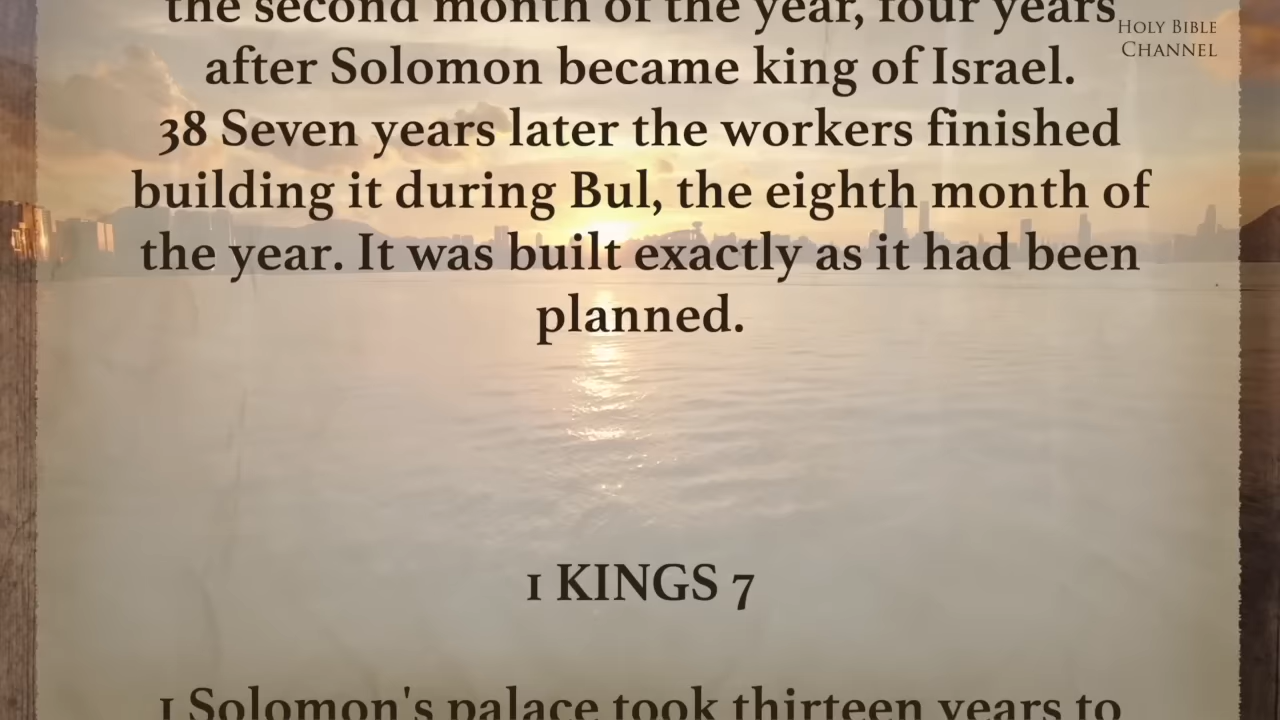 the second month of the year, four years
HOLY BIBLE
CHANNEL
after Solomon became king of Israel.
38 Seven years later the workers finished
building it during Bul, the eighth month of
the year. It was built exactly as it had been
planned.
1 KINGS 7
1 Solomon's palace took thirteen years to